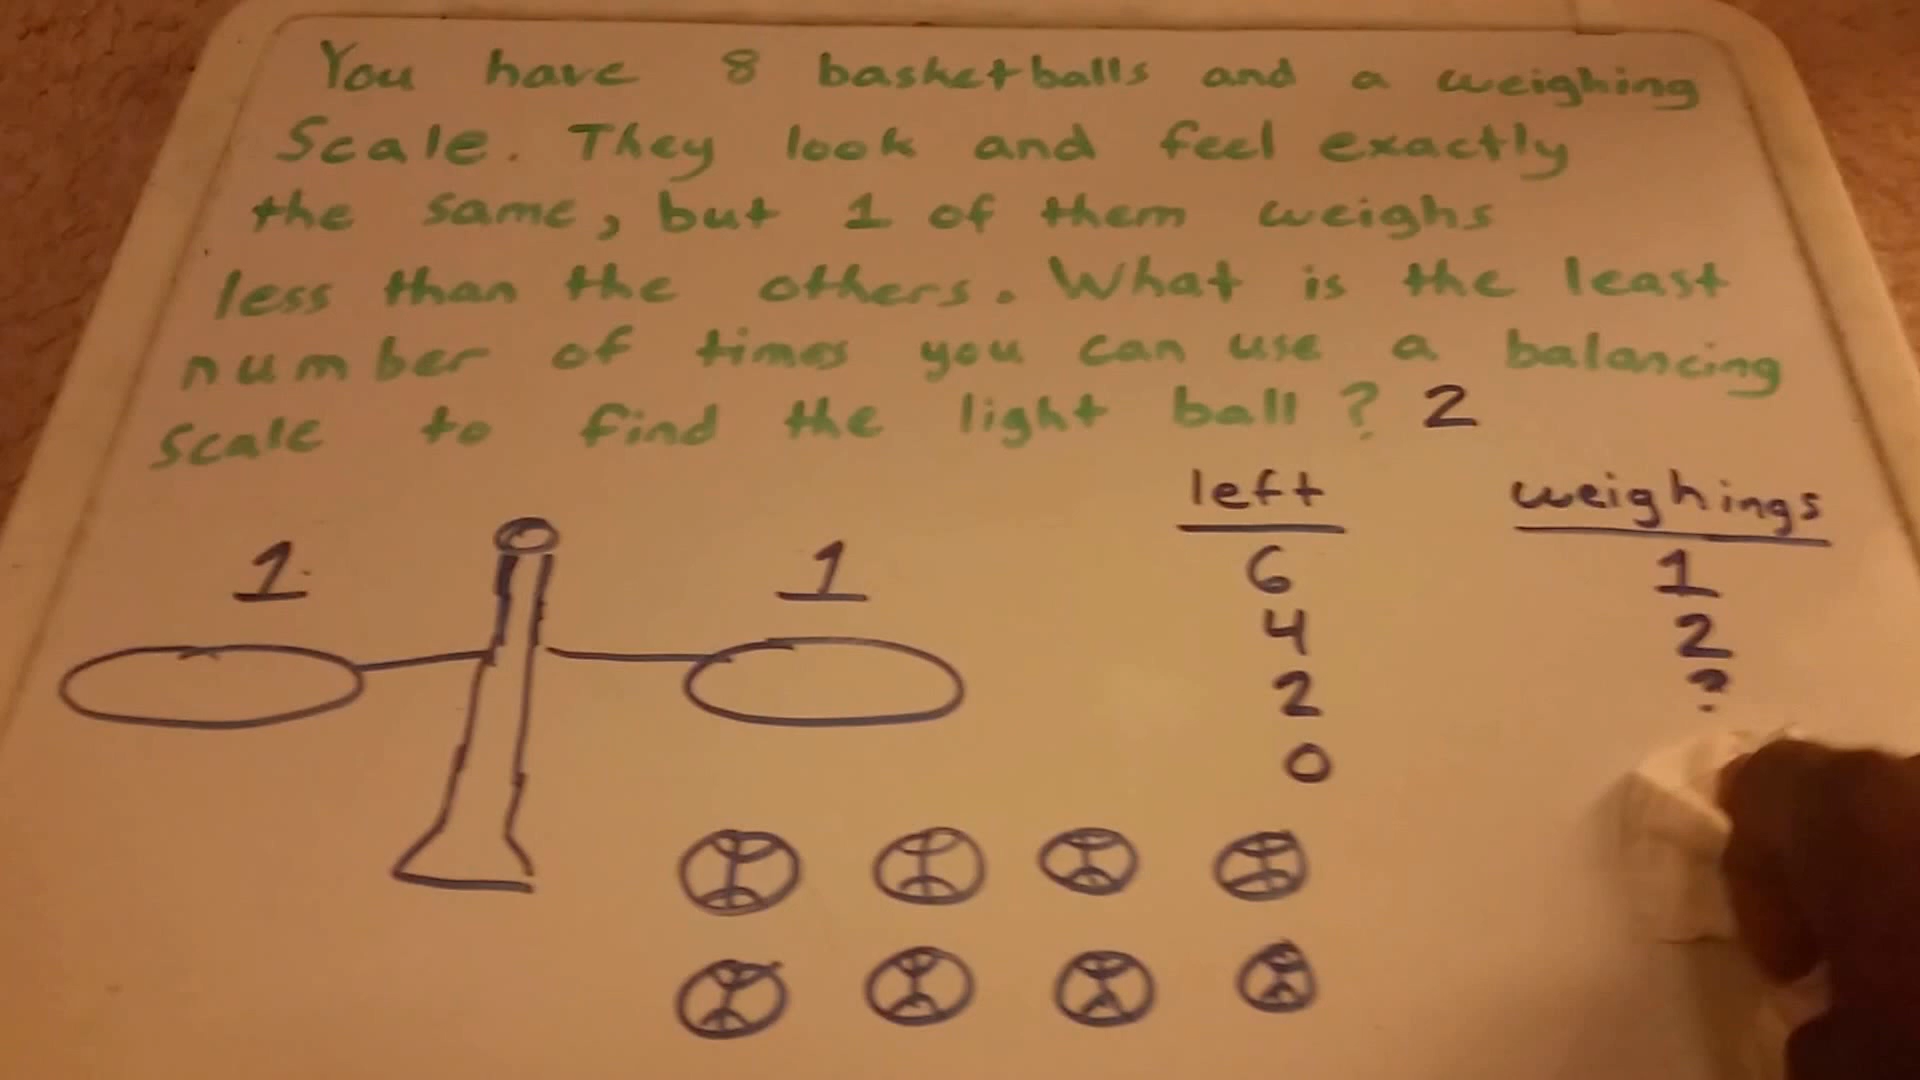 You have 8 basketballs and a weighing
Scale. They look and feel exactly
the same, but 1 of them weighs
less than the others. What is the least
number of times you can use a balancing
scale to find the light ball? 2
left weighings
1 1 6 1
4 2
2 ?
0